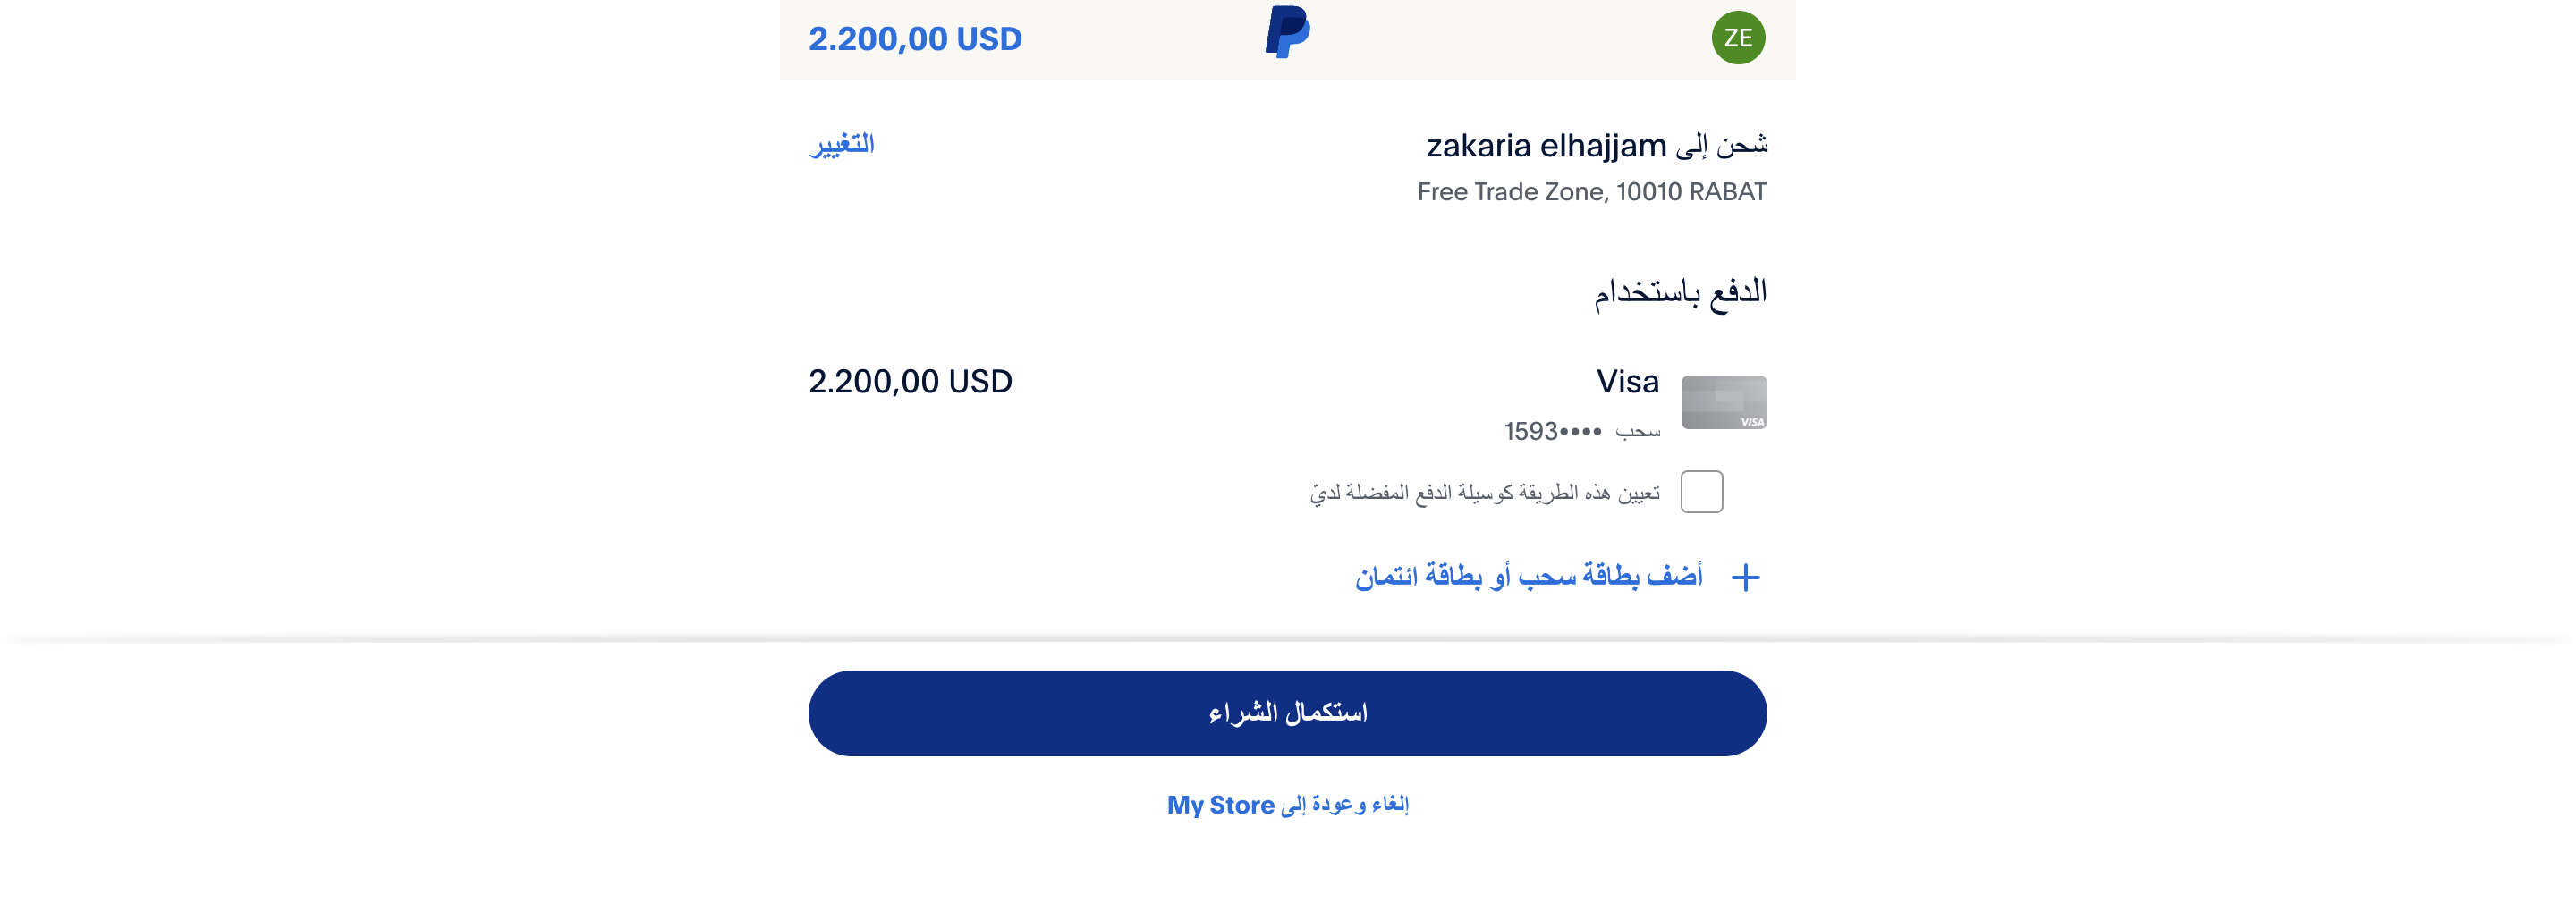 2.200,00 USD
ZE
شحن إلى zakaria elhajjam
التغيير
Free Trade Zone, 10010 RABAT
الدفع باستخدام
Visa
2.200,00 USD
VISA
سحب ••••1593
تعيين هذه الطريقة كوسيلة الدفع المفضلة لديّ
+ أضف بطاقة سحب أو بطاقة ائتمان
استكمال الشراء
إلغاء وعودة إلى My Store